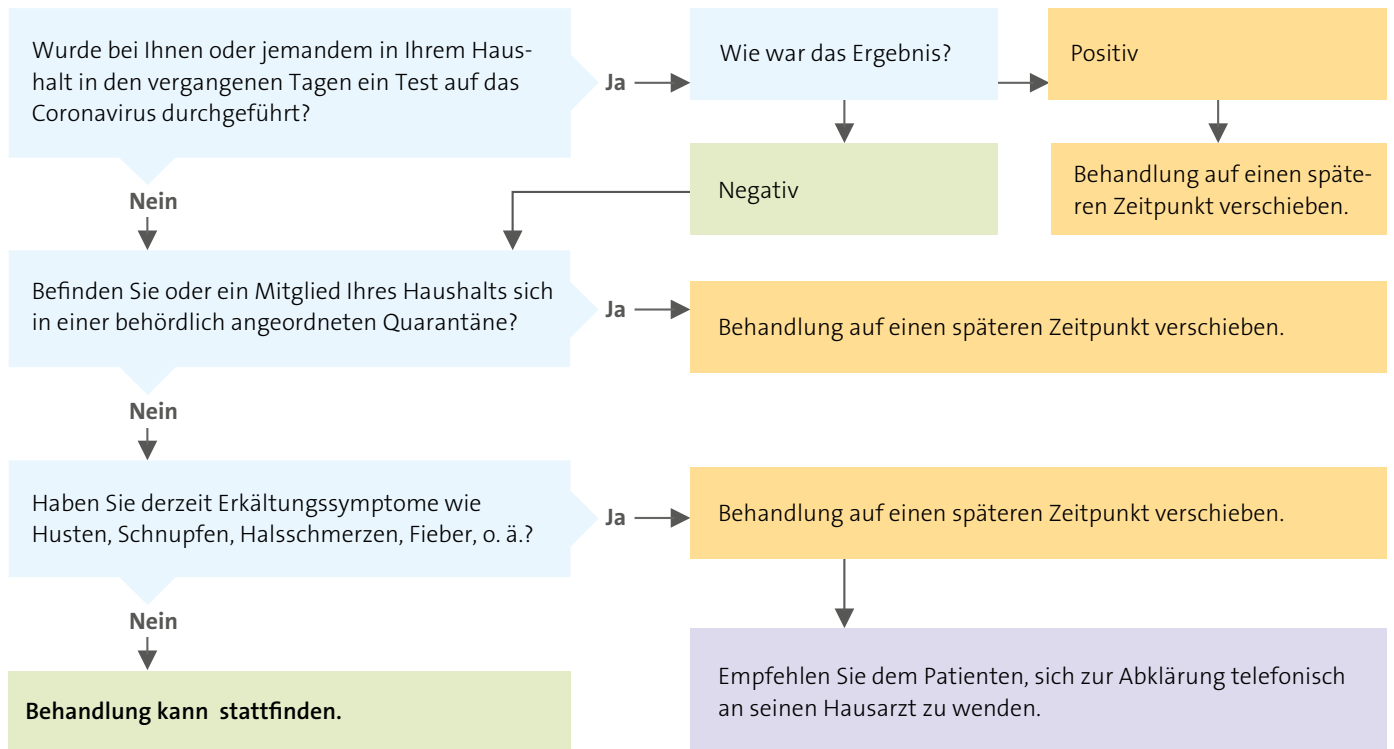 Wurde bei Ihnen oder jemandem in Ihrem Haus-
halt in den vergangenen Tagen ein Test auf das
Coronavirus durchgeführt?
Ja
Wie war das Ergebnis?
Positiv
Nein
Negativ
Behandlung auf einen späte-
ren Zeitpunkt verschieben.
Befinden Sie oder ein Mitglied Ihres Haushalts sich
in einer behördlich angeordneten Quarantäne?
Ja
Behandlung auf einen späteren Zeitpunkt verschieben.
Nein
Haben Sie derzeit Erkältungssymptome wie
Husten, Schnupfen, Halsschmerzen, Fieber, o. ä.?
Ja
Behandlung auf einen späteren Zeitpunkt verschieben.
Nein
Behandlung kann stattfinden.
Empfehlen Sie dem Patienten, sich zur Abklärung telefonisch
an seinen Hausarzt zu wenden.